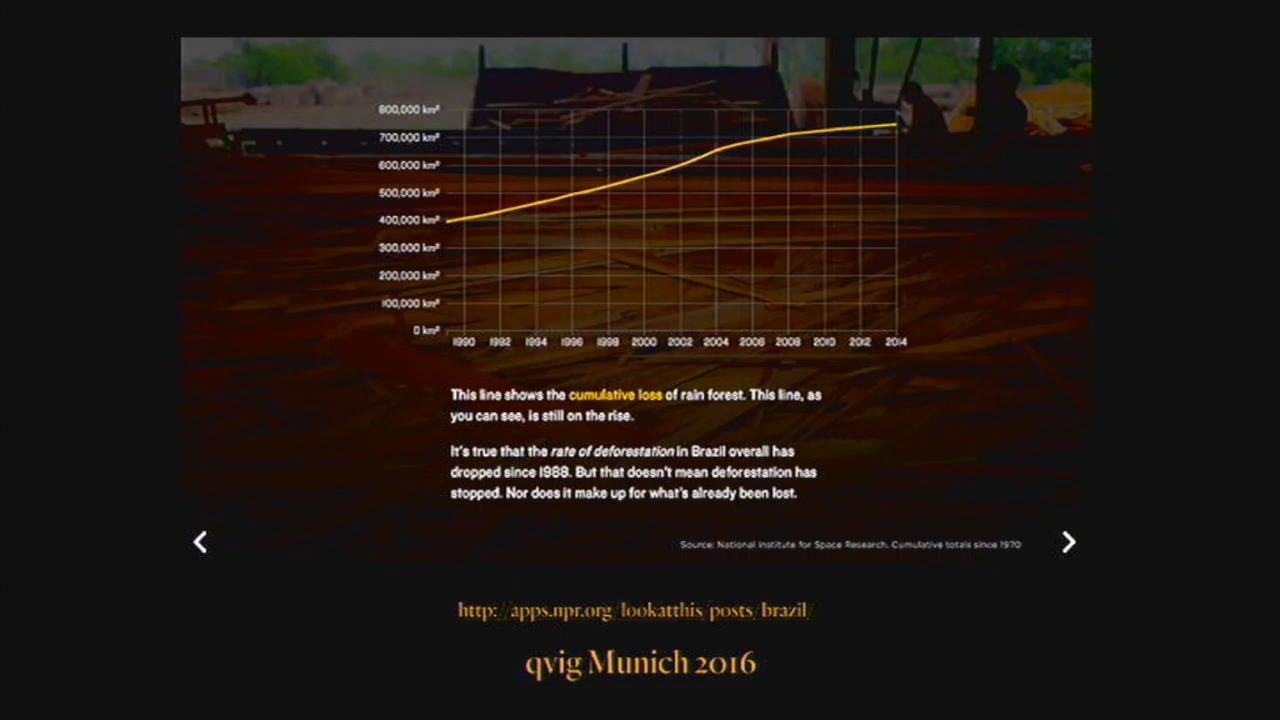 800,000 km²
700,000 km²
600,000 km²
500,000 km²
400,000 km²
300,000 km²
200,000 km²
100,000 km²
0 km²
1990 1992 1994 1996 1998 2000 2002 2004 2006 2008 2010 2012 2014
This line shows the cumulative loss of rain forest. This line, as
you can see, is still on the rise.
It's true that the rate of deforestation in Brazil overall has
dropped since 1988. But that doesn't mean deforestation has
stopped. Nor does it make up for what's already been lost.
Source: National Institute for Space Research. Cumulative totals since 1970
http://apps.npr.org/lookatthis/posts/brazil/
qvig Munich 2016